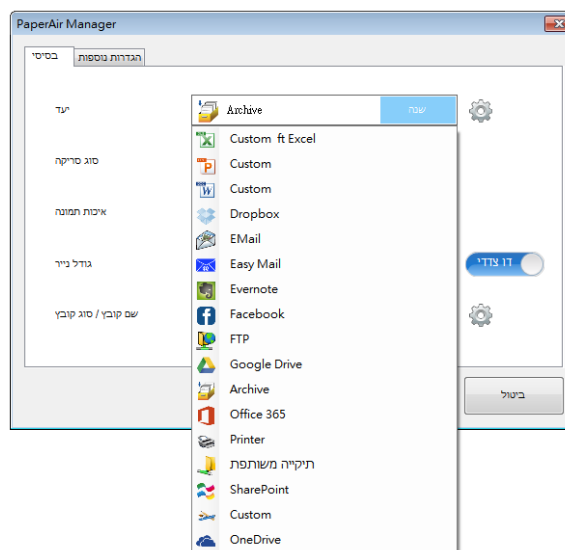 PaperAir Manager
בסיסי
הגדרות נוספות
יעד
Archive
שנה
Custom ft Excel
סוג סריקה
Custom
Custom
איכות תמונה
Dropbox
EMail
גודל נייר
Easy Mail
דו צדדי
Evernote
שם קובץ / סוג קובץ
Facebook
FTP
Google Drive
Archive
ביטול
Office 365
Printer
תיקייה משותפת
SharePoint
Custom
OneDrive